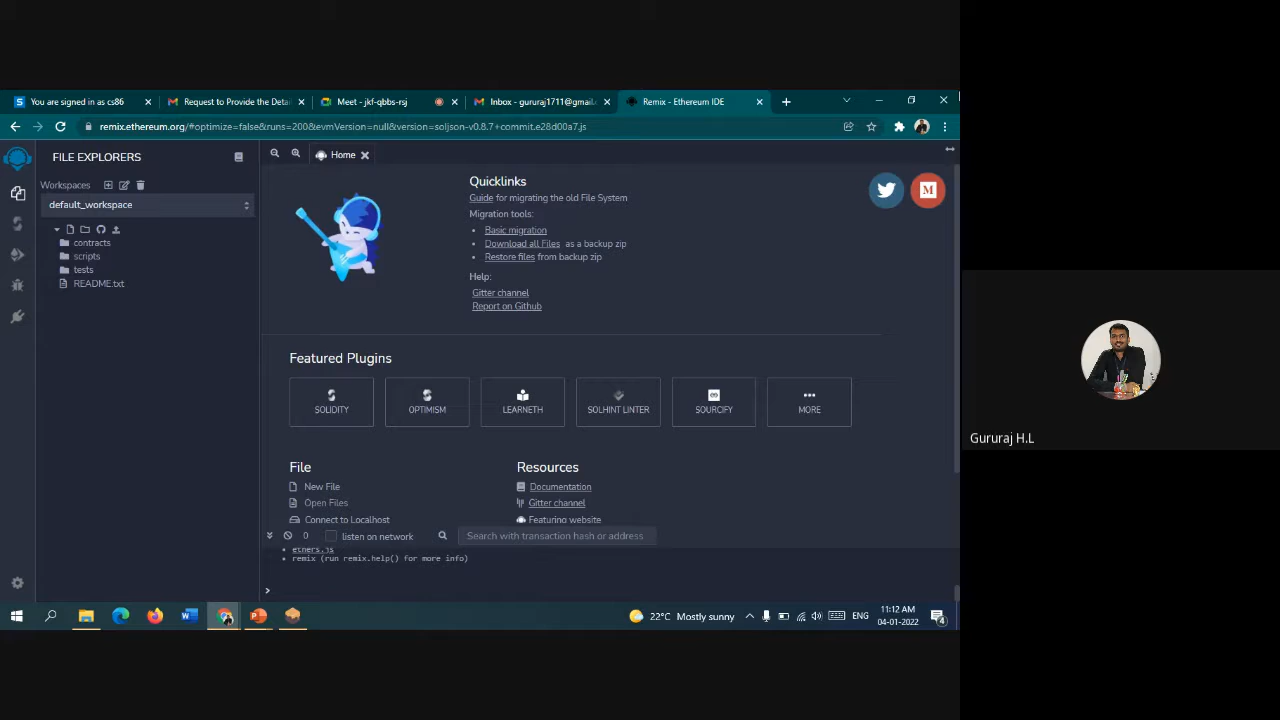 You are signed in as cs86
Request to Provide the Detai
Meet - jkf-qbbs-rsj
Inbox - gururaj1711@gmail.
Remix - Ethereum IDE
remix.ethereum.org/#optimize=false&runs=200&evmVersion=null&version=soljson-v0.8.7+commit.e28d00a7.js
FILE EXPLORERS
Home
Workspaces
default_workspace
contracts
scripts
tests
README.txt
Quicklinks
Guide for migrating the old File System
Migration tools:
Basic migration
Download all Files as a backup zip
Restore files from backup zip
Help:
Gitter channel
Report on Github
M
Featured Plugins
SOLIDITY
OPTIMISM
LEARNETH
SOLHINT LINTER
SOURCIFY
MORE
File
New File
Open Files
Connect to Localhost
Resources
Documentation
Gitter channel
Featuring website
0
listen on network
Search with transaction hash or address
ethers.js
remix (run remix.help() for more info)
>
22°C Mostly sunny
ENG
11:12 AM
04-01-2022
4
Gururaj H.L